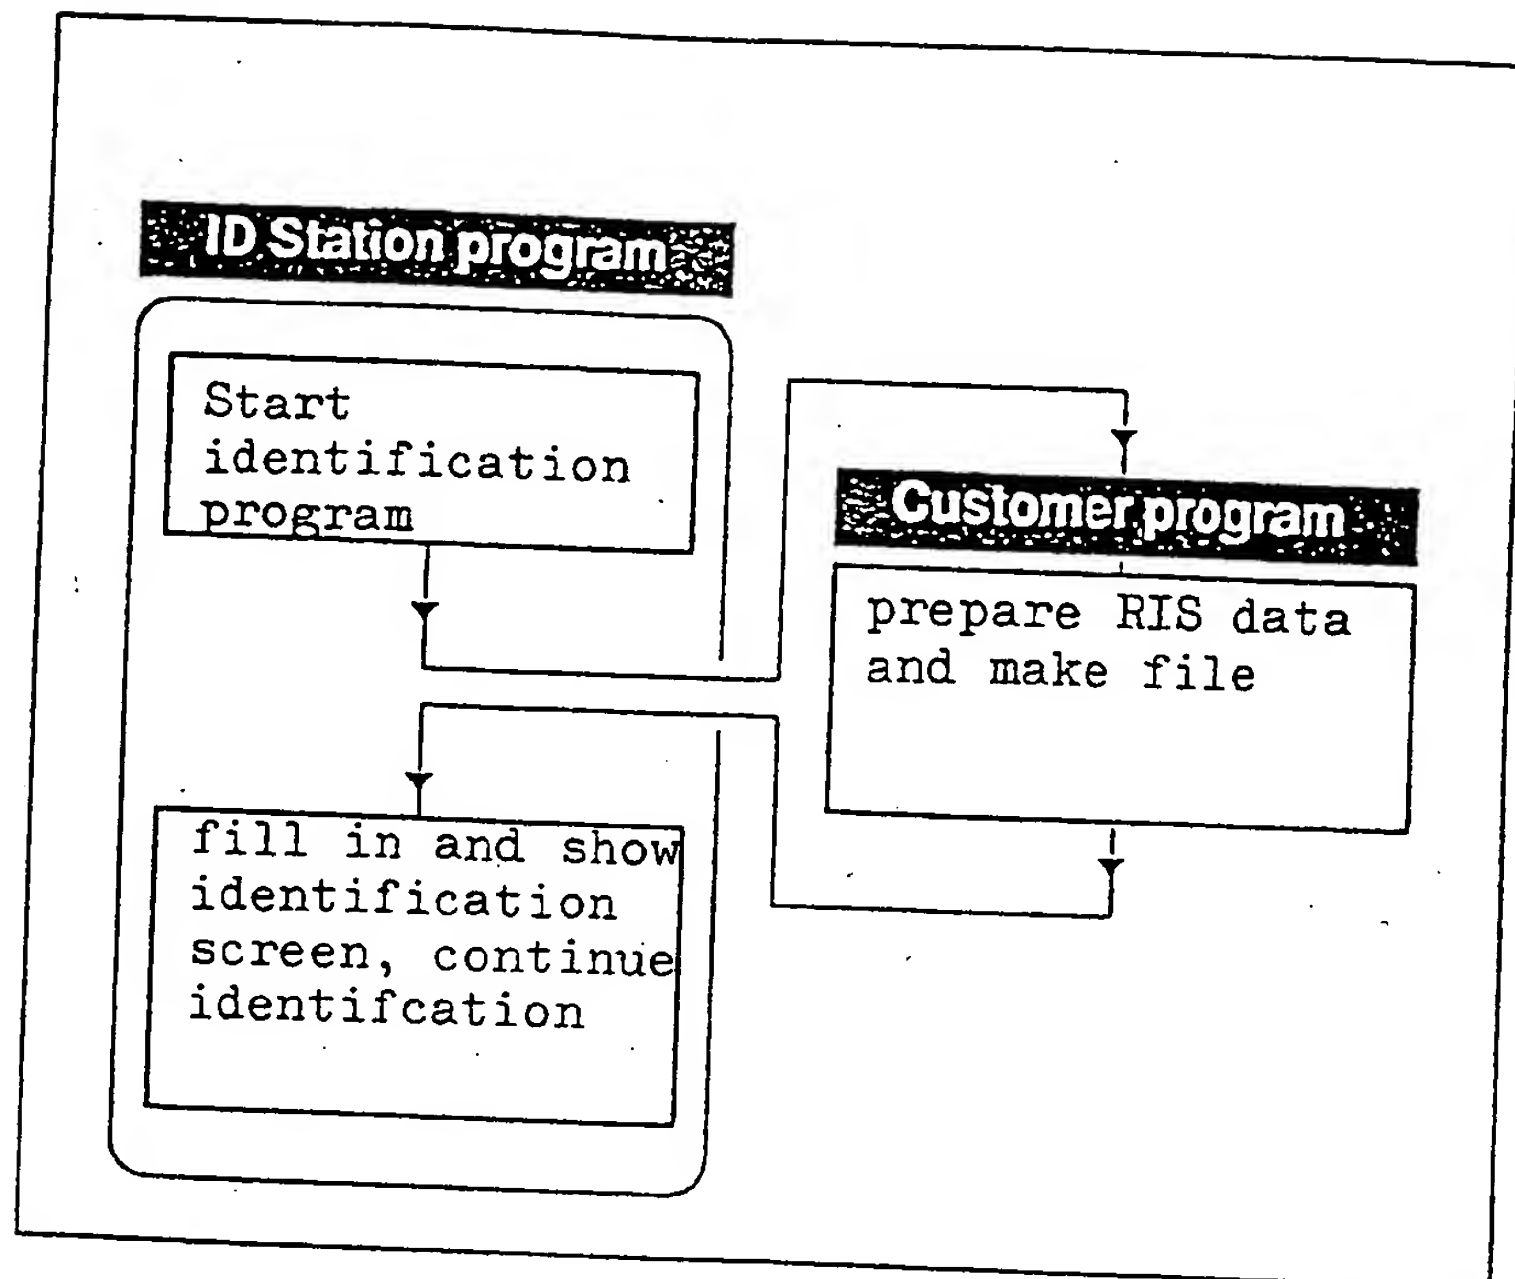 ID Station program
Start
identification
program
Customer program
prepare RIS data
and make file
fill in and show
identification
screen, continue
identifcation